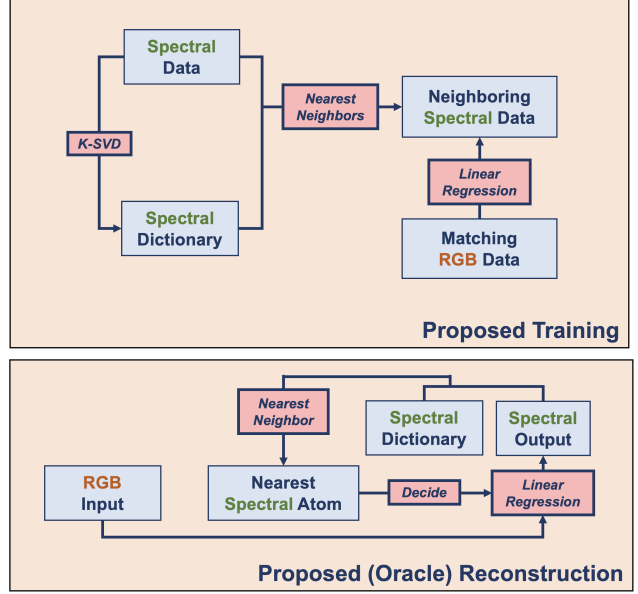 Spectral
Data
Nearest
Neighbors
Neighboring
Spectral Data
K-SVD
Linear
Regression
Spectral
Dictionary
Matching
RGB Data
Proposed Training
Nearest
Neighbor
Spectral
Dictionary
Spectral
Output
RGB
Input
Nearest
Spectral Atom
Decide
Linear
Regression
Proposed (Oracle) Reconstruction